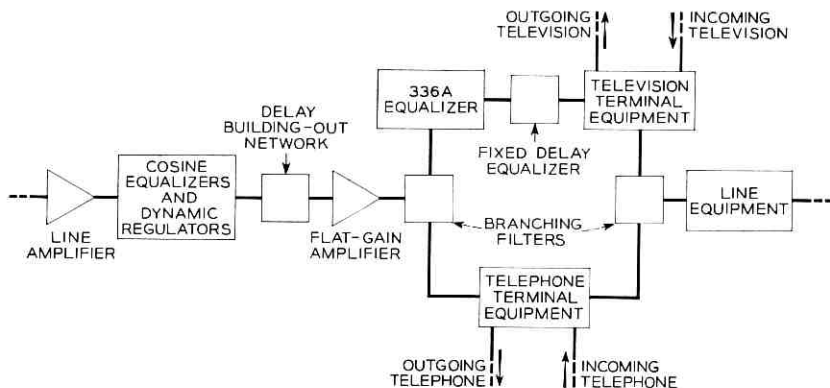 OUTGOING
TELEVISION
INCOMING
TELEVISION
336A
EQUALIZER
TELEVISION
TERMINAL
EQUIPMENT
DELAY
BUILDING-OUT
NETWORK
FIXED DELAY
EQUALIZER
COSINE
EQUALIZERS
AND
DYNAMIC
REGULATORS
LINE
EQUIPMENT
LINE
AMPLIFIER
FLAT-GAIN
AMPLIFIER
BRANCHING
FILTERS
TELEPHONE
TERMINAL
EQUIPMENT
OUTGOING
TELEPHONE
INCOMING
TELEPHONE